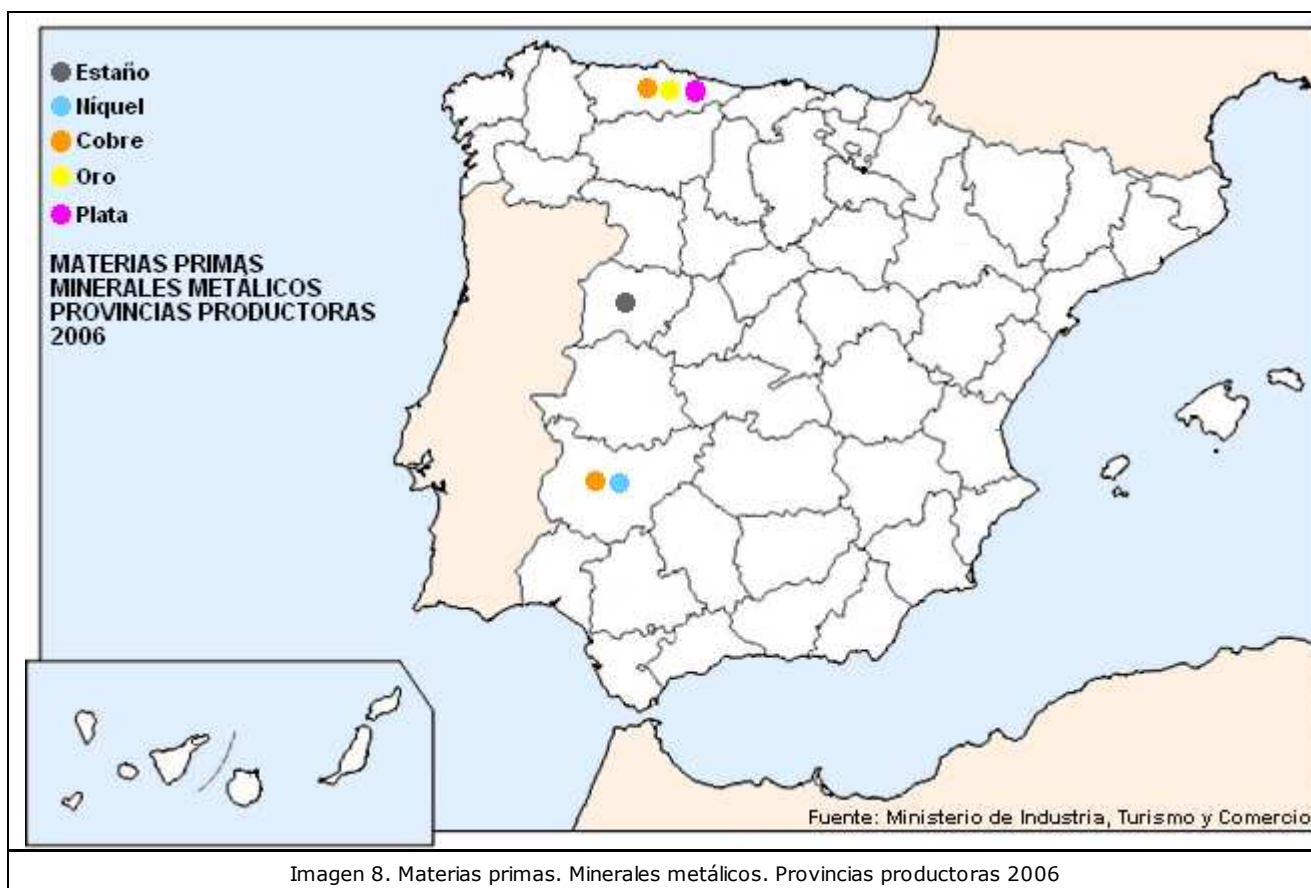 Estaño
Níquel
Cobre
Oro
Plata
MATERIAS PRIMAS
MINERALES METÁLICOS
PROVINCIAS PRODUCTORAS
2006
Fuente: Ministerio de Industria, Turismo y Comercio
Imagen 8. Materias primas. Minerales metálicos. Provincias productoras 2006